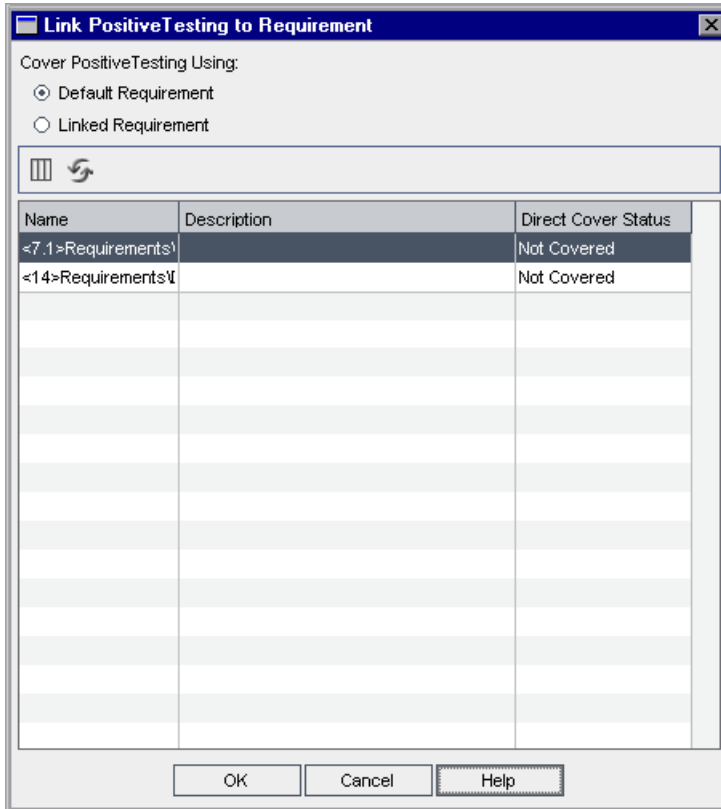 Link PositiveTesting to Requirement
Cover PositiveTesting Using:
Default Requirement
Linked Requirement
Name Description Direct Cover Status
<7.1>Requirements\ Not Covered
<14>Requirements\ Not Covered
OK Cancel Help